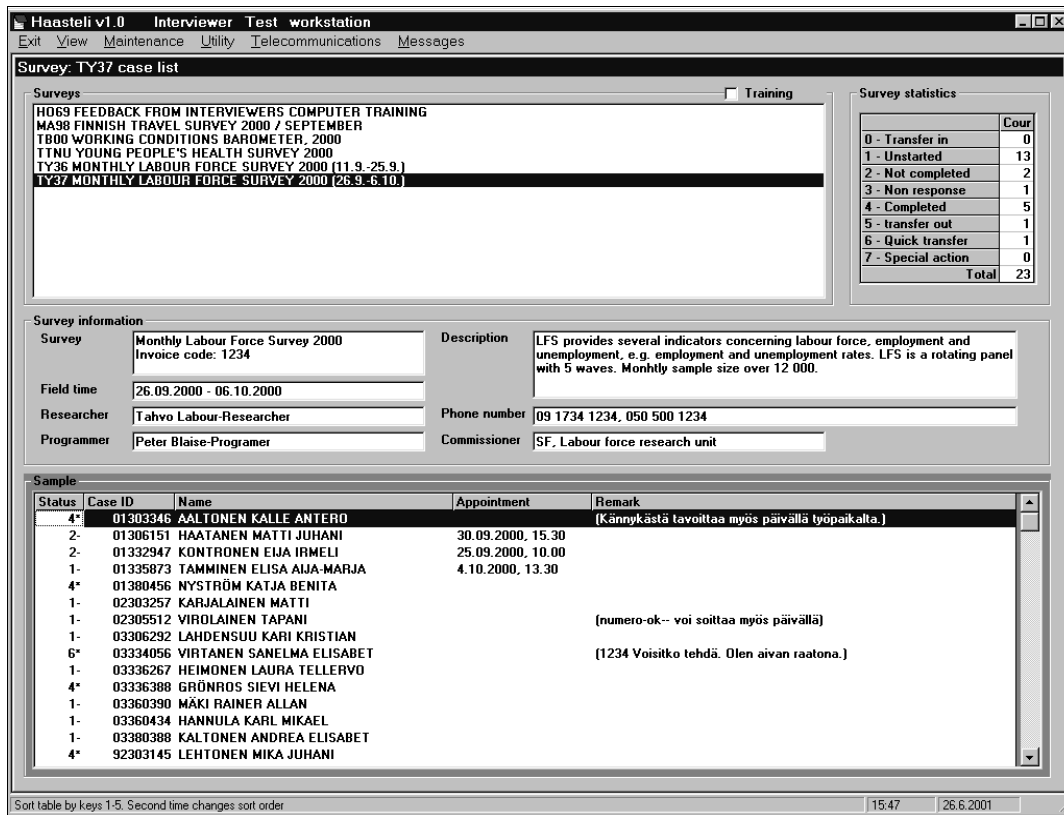 Haasteli v1.0 Interviewer Test workstation
Exit View Maintenance Utility Telecommunications Messages
Survey: TY37 case list
Surveys Training
H069 FEEDBACK FROM INTERVIEWERS COMPUTER TRAINING
MA98 FINNISH TRAVEL SURVEY 2000 / SEPTEMBER
TB00 WORKING CONDITIONS BAROMETER, 2000
TTNU YOUNG PEOPLE'S HEALTH SURVEY 2000
TY36 MONTHLY LABOUR FORCE SURVEY 2000 (11.9.-25.9.)
TY37 MONTHLY LABOUR FORCE SURVEY 2000 (26.9.-6.10.)
Survey statistics
Cour
0 - Transfer in 0
1 - Unstarted 13
2 - Not completed 2
3 - Non response 1
4 - Completed 5
5 - transfer out 1
6 - Quick transfer 1
7 - Special action 0
Total 23
Survey information
Survey Monthly Labour Force Survey 2000
Invoice code: 1234
Description LFS provides several indicators concerning labour force, employment and
unemployment, e.g. employment and unemployment rates. LFS is a rotating panel
with 5 waves. Monhtly sample size over 12 000.
Field time 26.09.2000 - 06.10.2000
Researcher Tahvo Labour-Researcher Phone number 09 1734 1234, 050 500 1234
Programmer Peter Blaise-Programer Commissioner SF, Labour force research unit
Sample
Status Case ID Name Appointment Remark
4* 01303346 AALTONEN KALLE ANTERO (Kännykästä tavoittaa myös päivällä työpaikalta.)
2- 01306151 HAATANEN MATTI JUHANI 30.09.2000, 15.30
2- 01332947 KONTRONEN EIJA IRMELI 25.09.2000, 10.00
1- 01335873 TAMMINEN ELISA AIJA-MARJA 4.10.2000, 13.30
4* 01380456 NYSTRÖM KATJA BENITA
1- 02303257 KARJALAINEN MATTI
1- 02305512 VIROLAINEN TAPANI (numero-ok-- voi soittaa myös päivällä)
1- 03306292 LAHDENSUU KARI KRISTIAN
6* 03334056 VIRTANEN SANELMA ELISABET (1234 Voisitko tehdä. Olen aivan raatona.)
1- 03336267 HEIMONEN LAURA TELLERVO
4* 03336388 GRÖNROS SIEVI HELENA
1- 03360390 MÄKI RAINER ALLAN
1- 03360434 HANNULA KARL MIKAEL
1- 03380388 KALTONEN ANDREA ELISABET
4* 92303145 LEHTONEN MIKA JUHANI
Sort table by keys 1-5. Second time changes sort order 15:47 26.6.2001